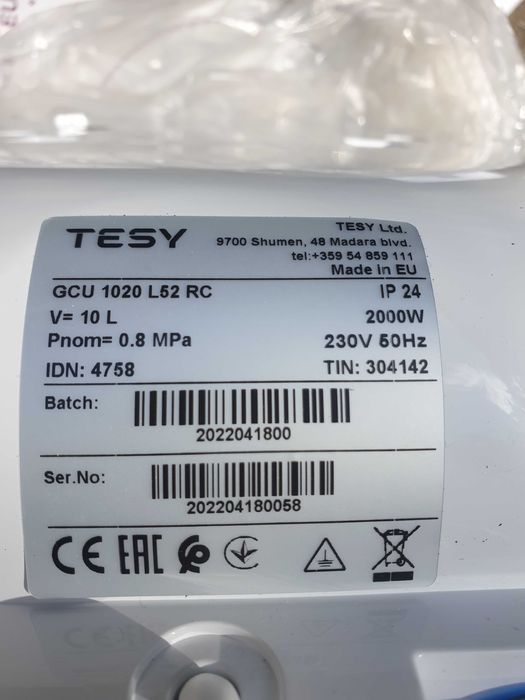 TESY
TESY Ltd.
9700 Shumen, 48 Madara blvd.
tel:+359 54 859 111
Made in EU
GCU 1020 L52 RC IP 24
V= 10 L 2000W
Pnom= 0.8 MPa 230V 50Hz
IDN: 4758 TIN: 304142
Batch:
2022041800
Ser.No:
202204180058
CE EAC